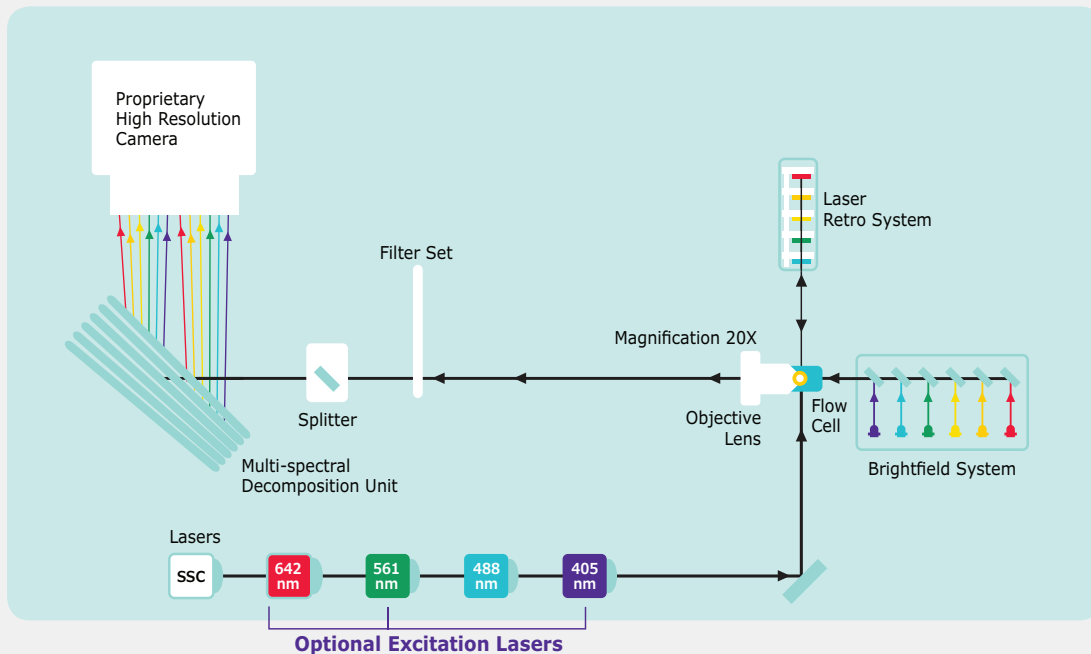 Proprietary
High Resolution
Camera
Laser
Retro System
Filter Set
Magnification 20X
Splitter
Objective
Lens
Flow
Cell
Brightfield System
Multi-spectral
Decomposition Unit
Lasers
SSC
642
nm
561
nm
488
nm
405
nm
Optional Excitation Lasers